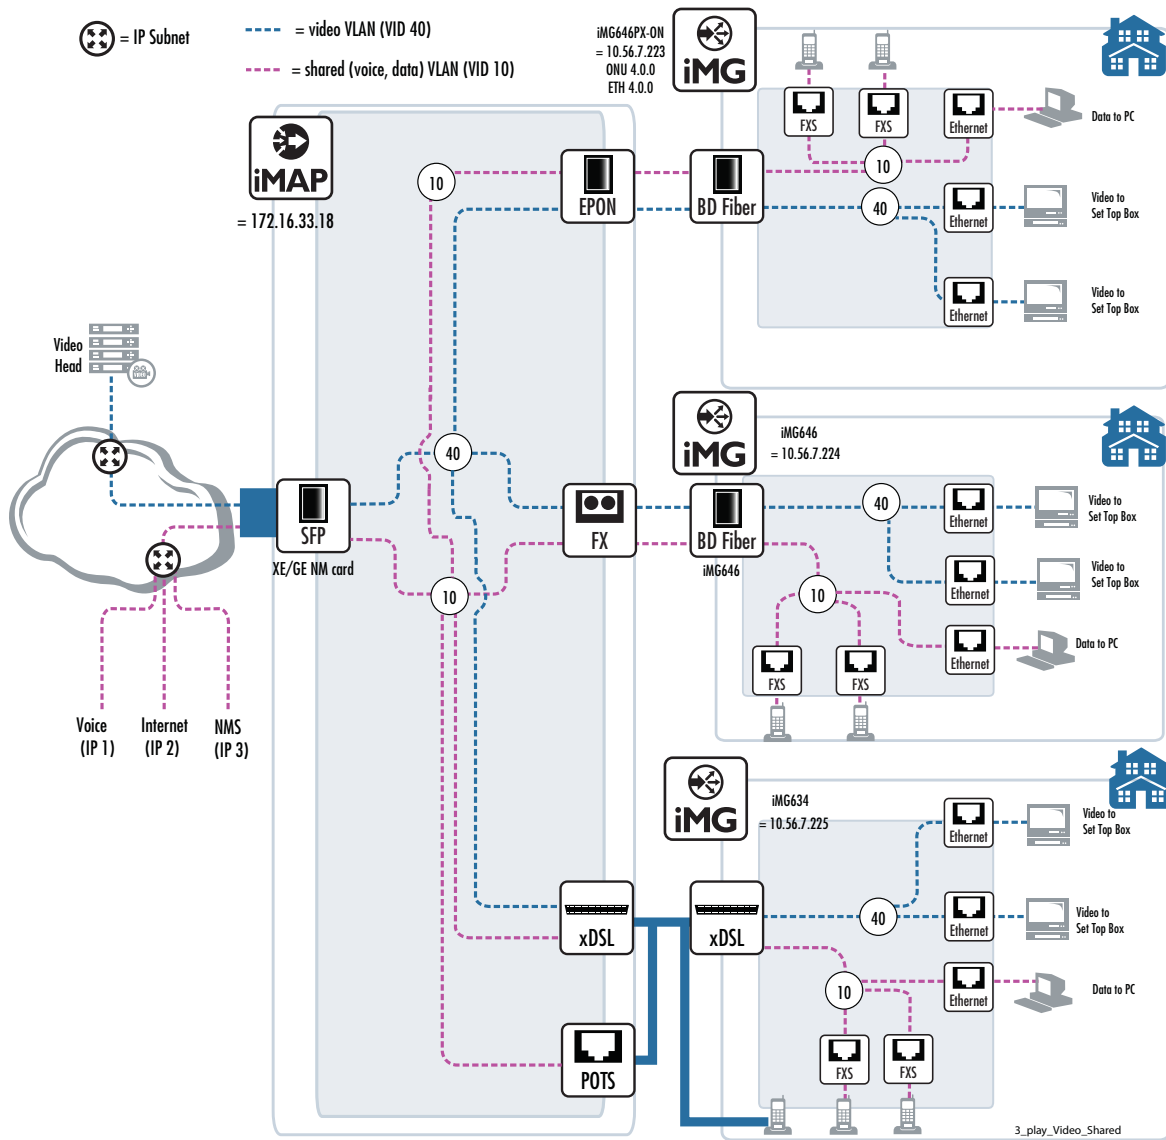 = IP Subnet
= video VLAN (VID 40)
= shared (voice, data) VLAN (VID 10)
iMAP
= 172.16.33.18
iMG646PX-ON
= 10.56.7.223
ONU 4.0.0
ETH 4.0.0
iMG
FXS
FXS
Ethernet
Data to PC
10
10
EPON
BD Fiber
40
Ethernet
Video to
Set Top Box
Ethernet
Video to
Set Top Box
Video
Head
iMG
iMG646
= 10.56.7.224
40
SFP
XE/GE NM card
FX
BD Fiber
iMG646
40
Ethernet
Video to
Set Top Box
Ethernet
Video to
Set Top Box
10
10
Ethernet
Data to PC
FXS
FXS
Voice
(IP 1)
Internet
(IP 2)
NMS
(IP 3)
iMG
iMG634
= 10.56.7.225
Ethernet
Video to
Set Top Box
xDSL
xDSL
40
Ethernet
Video to
Set Top Box
10
Ethernet
Data to PC
POTS
FXS
FXS
3_play_Video_Shared